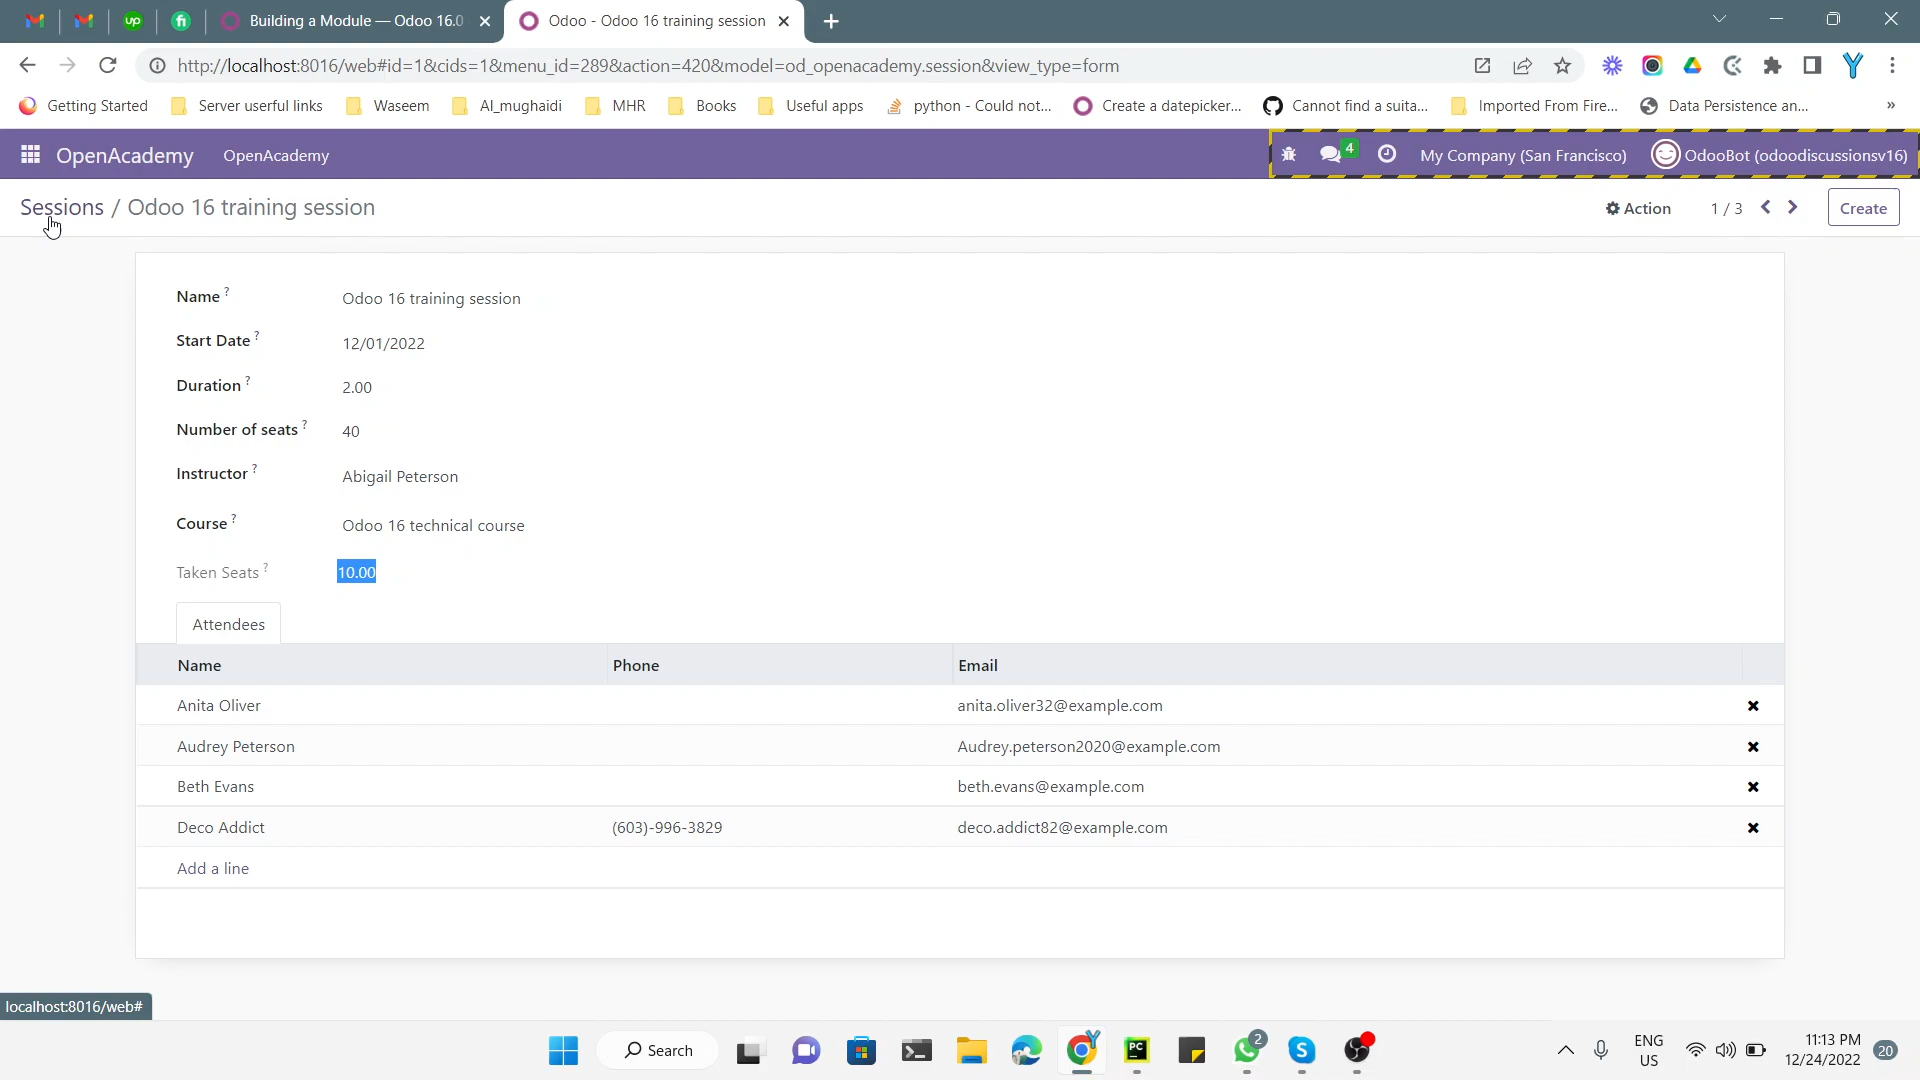 Building a Module — Odoo 16.0
Odoo - Odoo 16 training session
http://localhost:8016/web#id=1&cids=1&menu_id=289&action=420&model=od_openacademy.session&view_type=form
Getting Started
Server useful links
Waseem
Al_mughaidi
MHR
Books
Useful apps
python - Could not...
Create a datepicker...
Cannot find a suita...
Imported From Fire...
Data Persistence an...
»
OpenAcademy
OpenAcademy
4
My Company (San Francisco)
OdooBot (odoodiscussionsv16)
Sessions / Odoo 16 training session
Action
1 / 3
Create
Name ?
Odoo 16 training session
Start Date ?
12/01/2022
Duration ?
2.00
Number of seats ?
40
Instructor ?
Abigail Peterson
Course ?
Odoo 16 technical course
Taken Seats ?
10.00
Attendees
Name Phone Email
Anita Oliver anita.oliver32@example.com
Audrey Peterson Audrey.peterson2020@example.com
Beth Evans beth.evans@example.com
Deco Addict (603)-996-3829 deco.addict82@example.com
Add a line
localhost:8016/web#
Search
PC
2
ENG
US
11:13 PM
12/24/2022
20